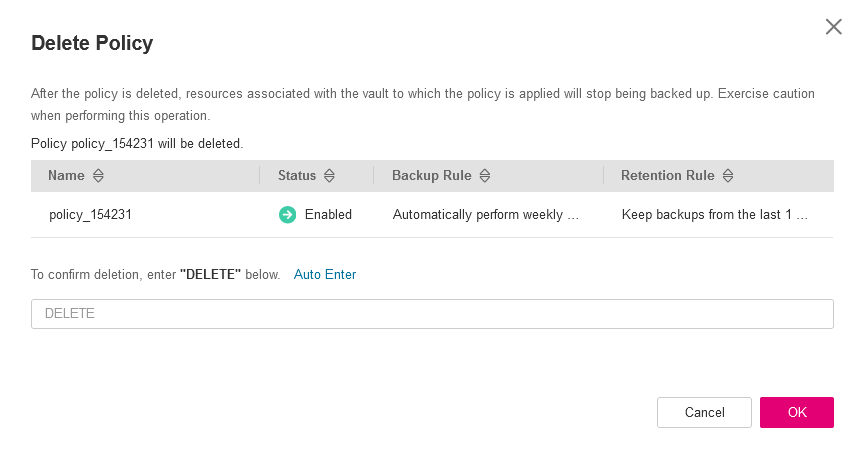 Delete Policy
After the policy is deleted, resources associated with the vault to which the policy is applied will stop being backed up. Exercise caution
when performing this operation.
Policy policy_154231 will be deleted.
Name Status Backup Rule Retention Rule
policy_154231 Enabled Automatically perform weekly ... Keep backups from the last 1 ...
To confirm deletion, enter "DELETE" below. Auto Enter
DELETE
Cancel OK